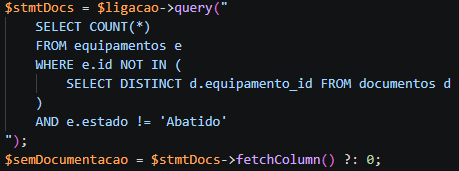 $stmtDocs = $ligacao->query("
    SELECT COUNT(*)
    FROM equipamentos e
    WHERE e.id NOT IN (
        SELECT DISTINCT d.equipamento_id FROM documentos d
    )
    AND e.estado != 'Abatido'
");
$semDocumentacao = $stmtDocs->fetchColumn() ?: 0;